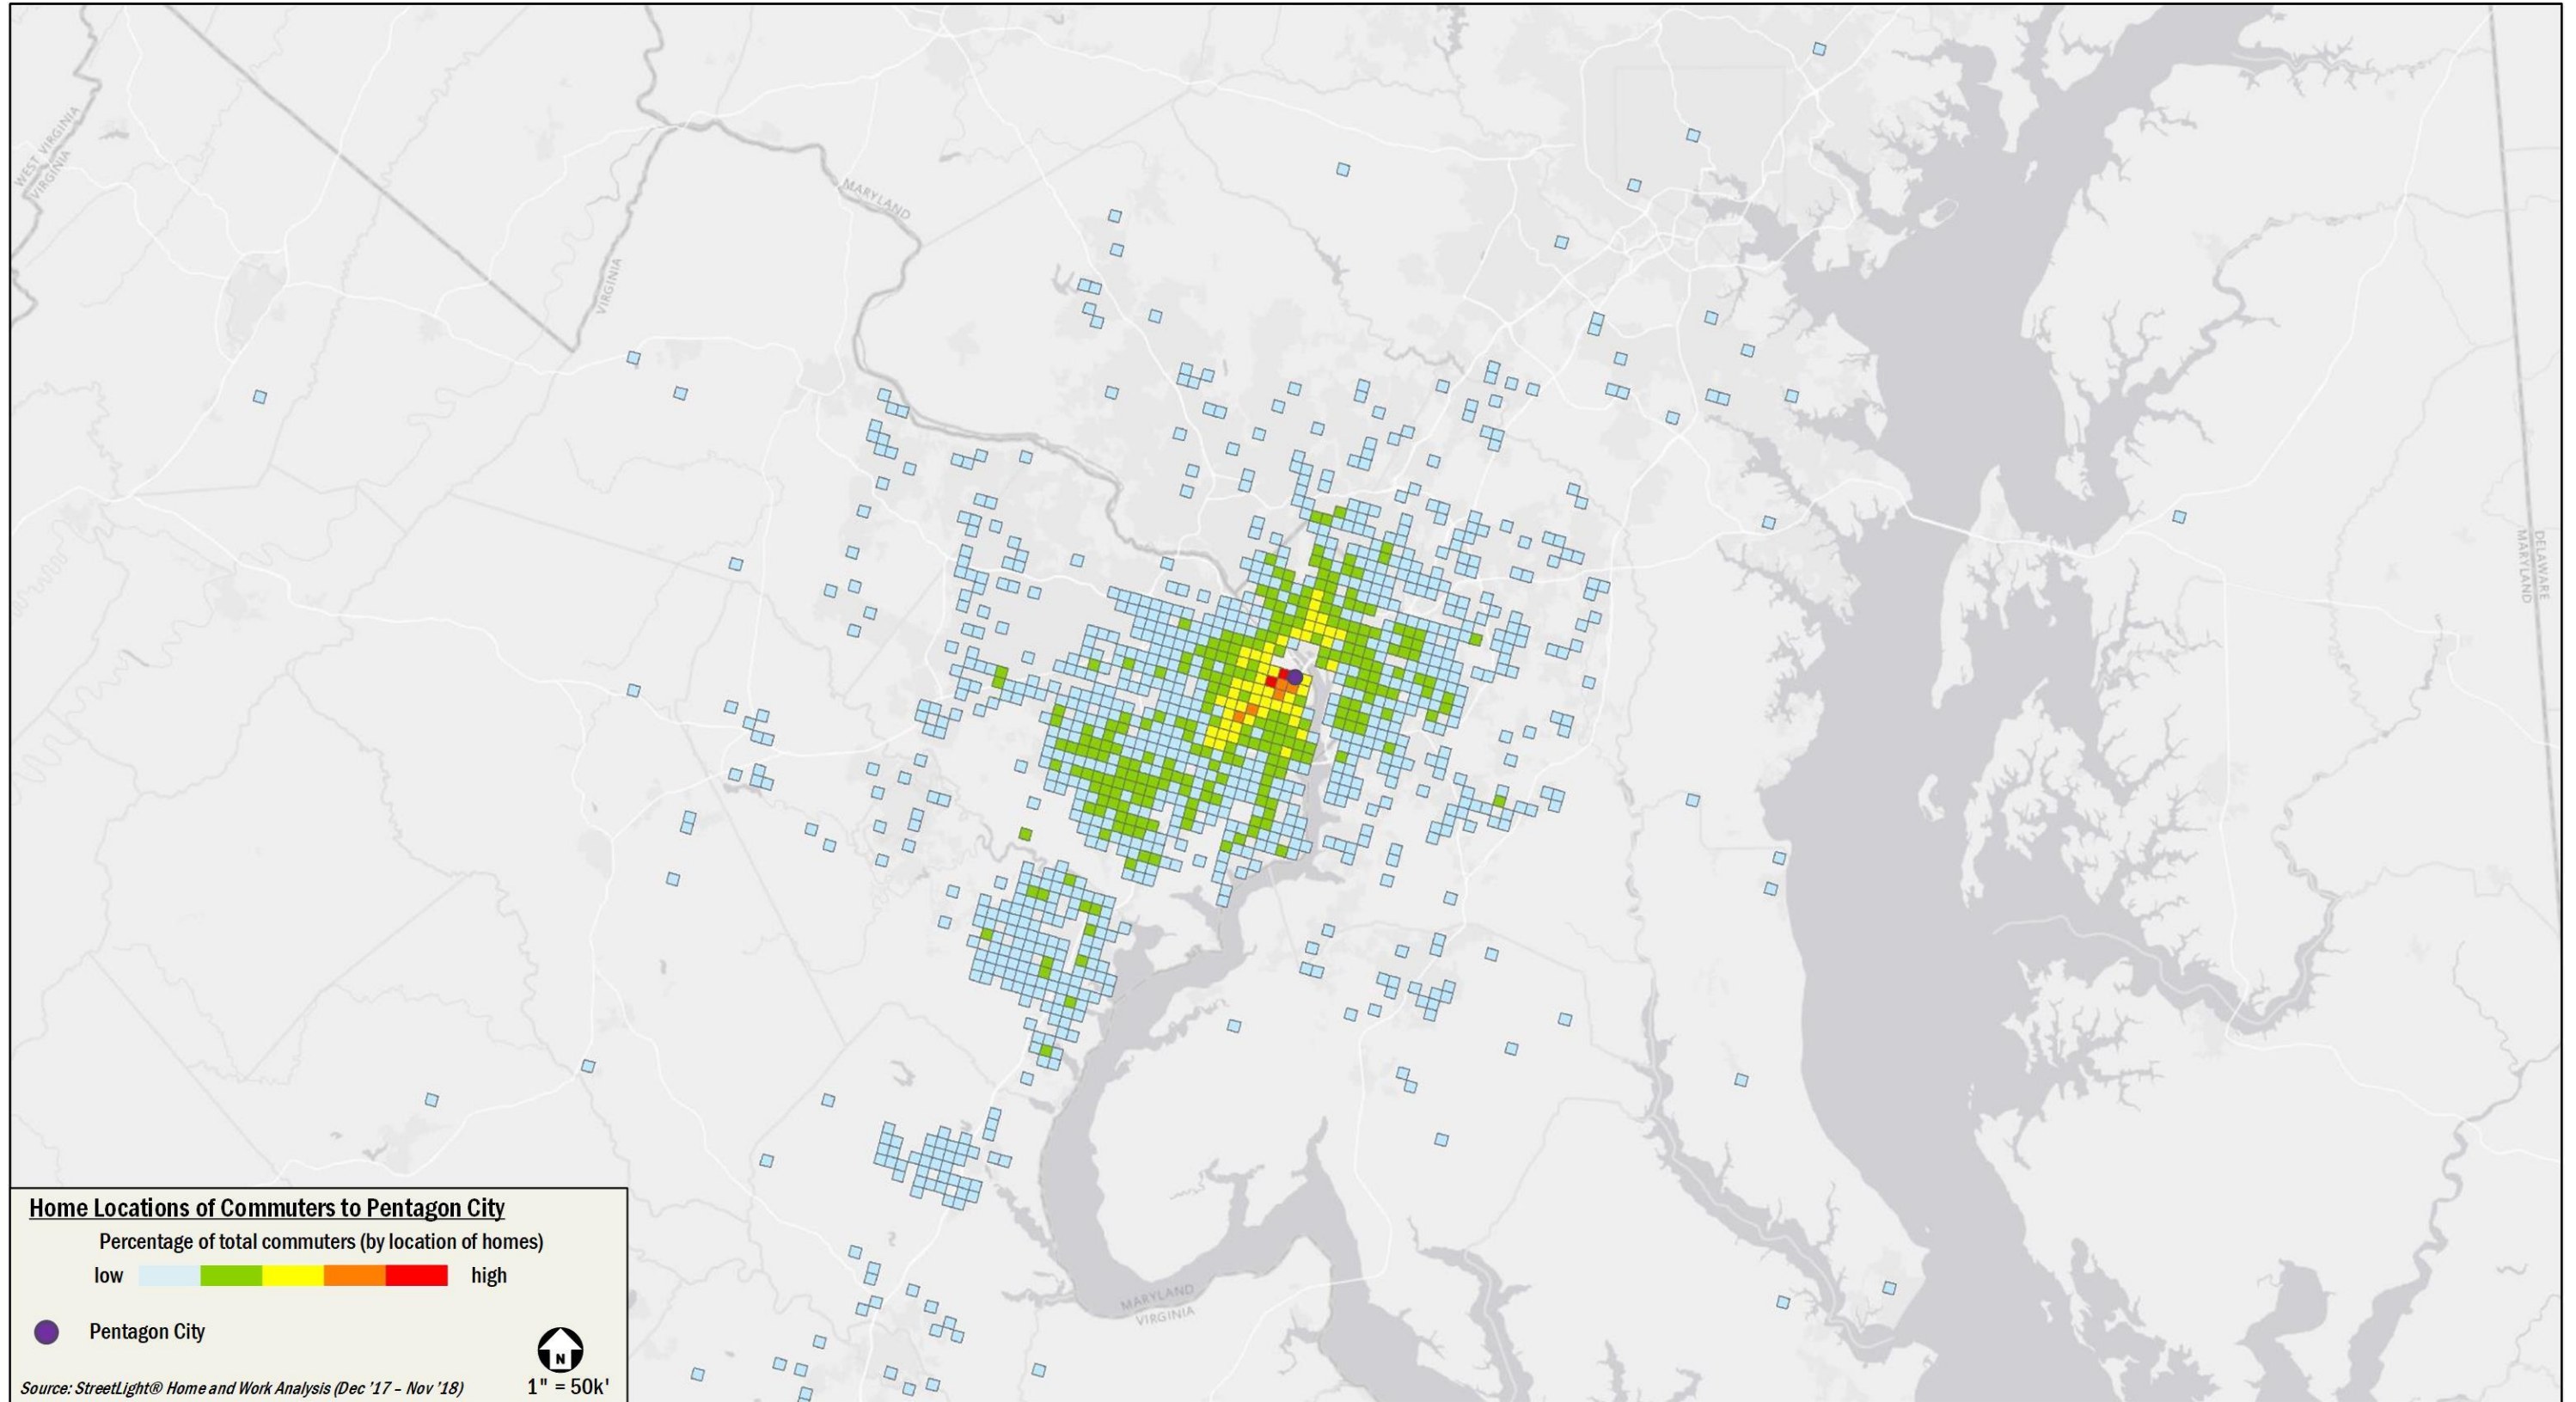 WEST VIRGINIA
VIRGINIA
MARYLAND
VIRGINIA
DELAWARE
MARYLAND
MARYLAND
VIRGINIA
Home Locations of Commuters to Pentagon City
Percentage of total commuters (by location of homes)
low high
Pentagon City
N
Source: StreetLight® Home and Work Analysis (Dec '17 – Nov '18)
1" = 50k'